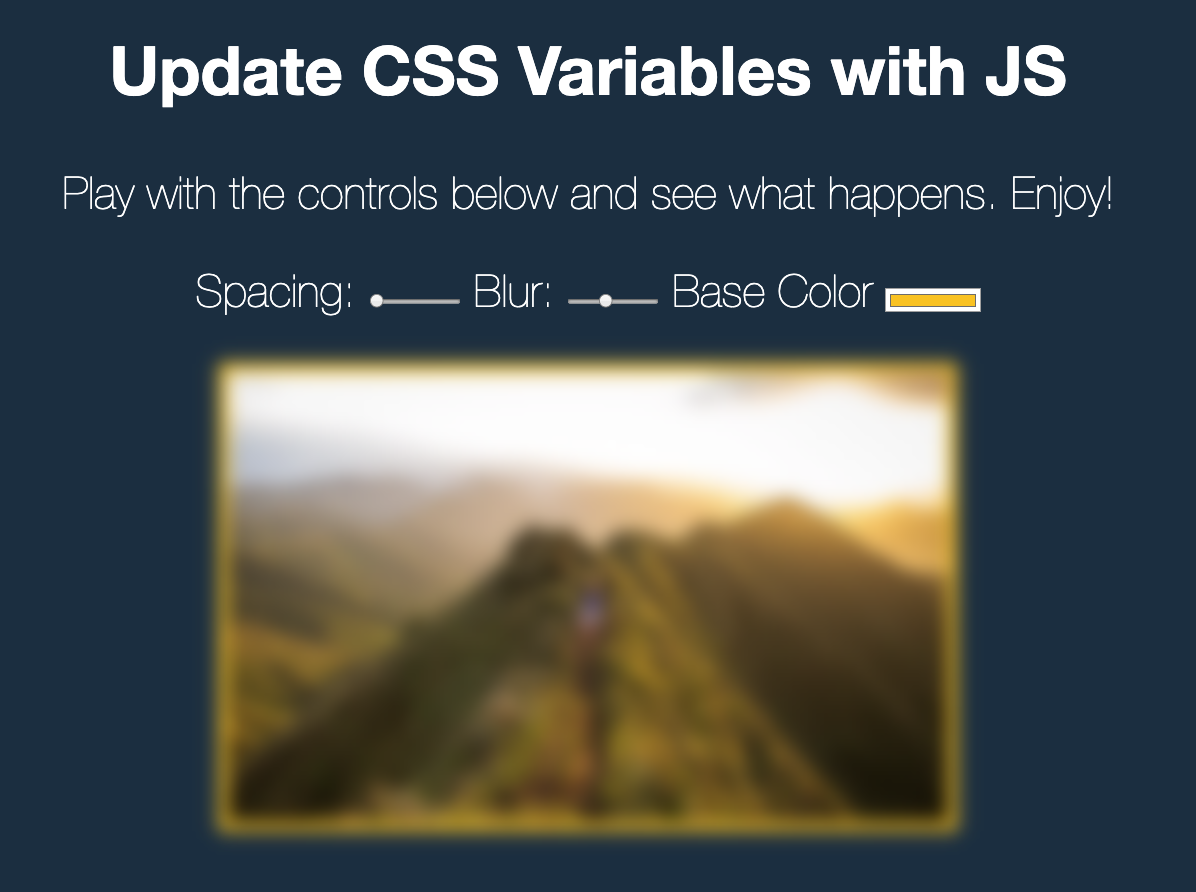 Update CSS Variables with JS
Play with the controls below and see what happens. Enjoy!
Spacing: Blur: Base Color